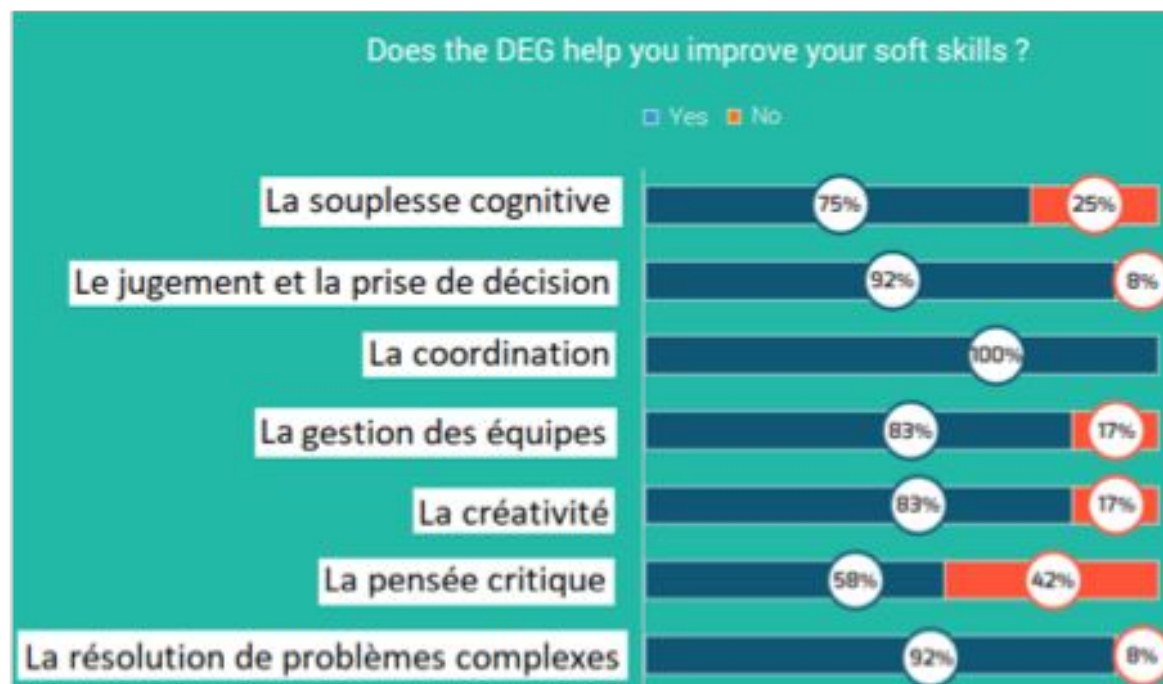 Does the DEG help you improve your soft skills ?
Yes No
La souplesse cognitive 75% 25%
Le jugement et la prise de décision 92% 8%
La coordination 100%
La gestion des équipes 83% 17%
La créativité 83% 17%
La pensée critique 58% 42%
La résolution de problèmes complexes 92% 8%